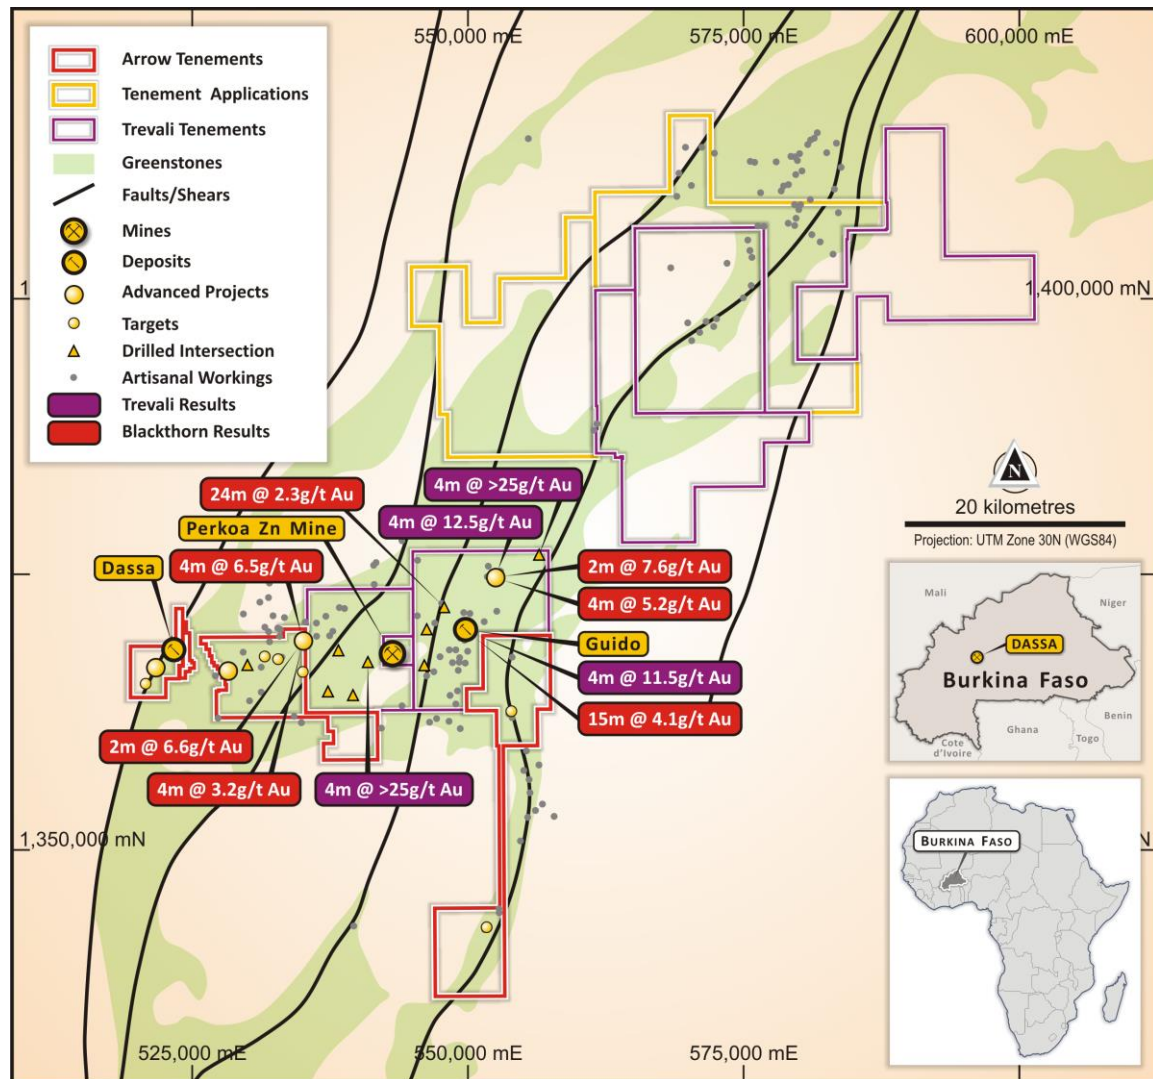 550,000 mE
575,000 mE
600,000 mE
Arrow Tenements
Tenement Applications
Trevali Tenements
Greenstones
Faults/Shears
Mines
Deposits
Advanced Projects
Targets
Drilled Intersection
Artisanal Workings
Trevali Results
Blackthorn Results
1
1,400,000 mN
N
20 kilometres
Projection: UTM Zone 30N (WGS84)
4m @ >25g/t Au
24m @ 2.3g/t Au
4m @ 12.5g/t Au
Perkoa Zn Mine
Dassa
4m @ 6.5g/t Au
2m @ 7.6g/t Au
4m @ 5.2g/t Au
Guido
4m @ 11.5g/t Au
15m @ 4.1g/t Au
2m @ 6.6g/t Au
4m @ 3.2g/t Au
4m @ >25g/t Au
Mali
Niger
DASSA
Burkina Faso
Benin
Ghana
Togo
Cote
d'Ivoire
1,350,000 mN
N
BURKINA FASO
525,000 mE
550,000 mE
575,000 mE